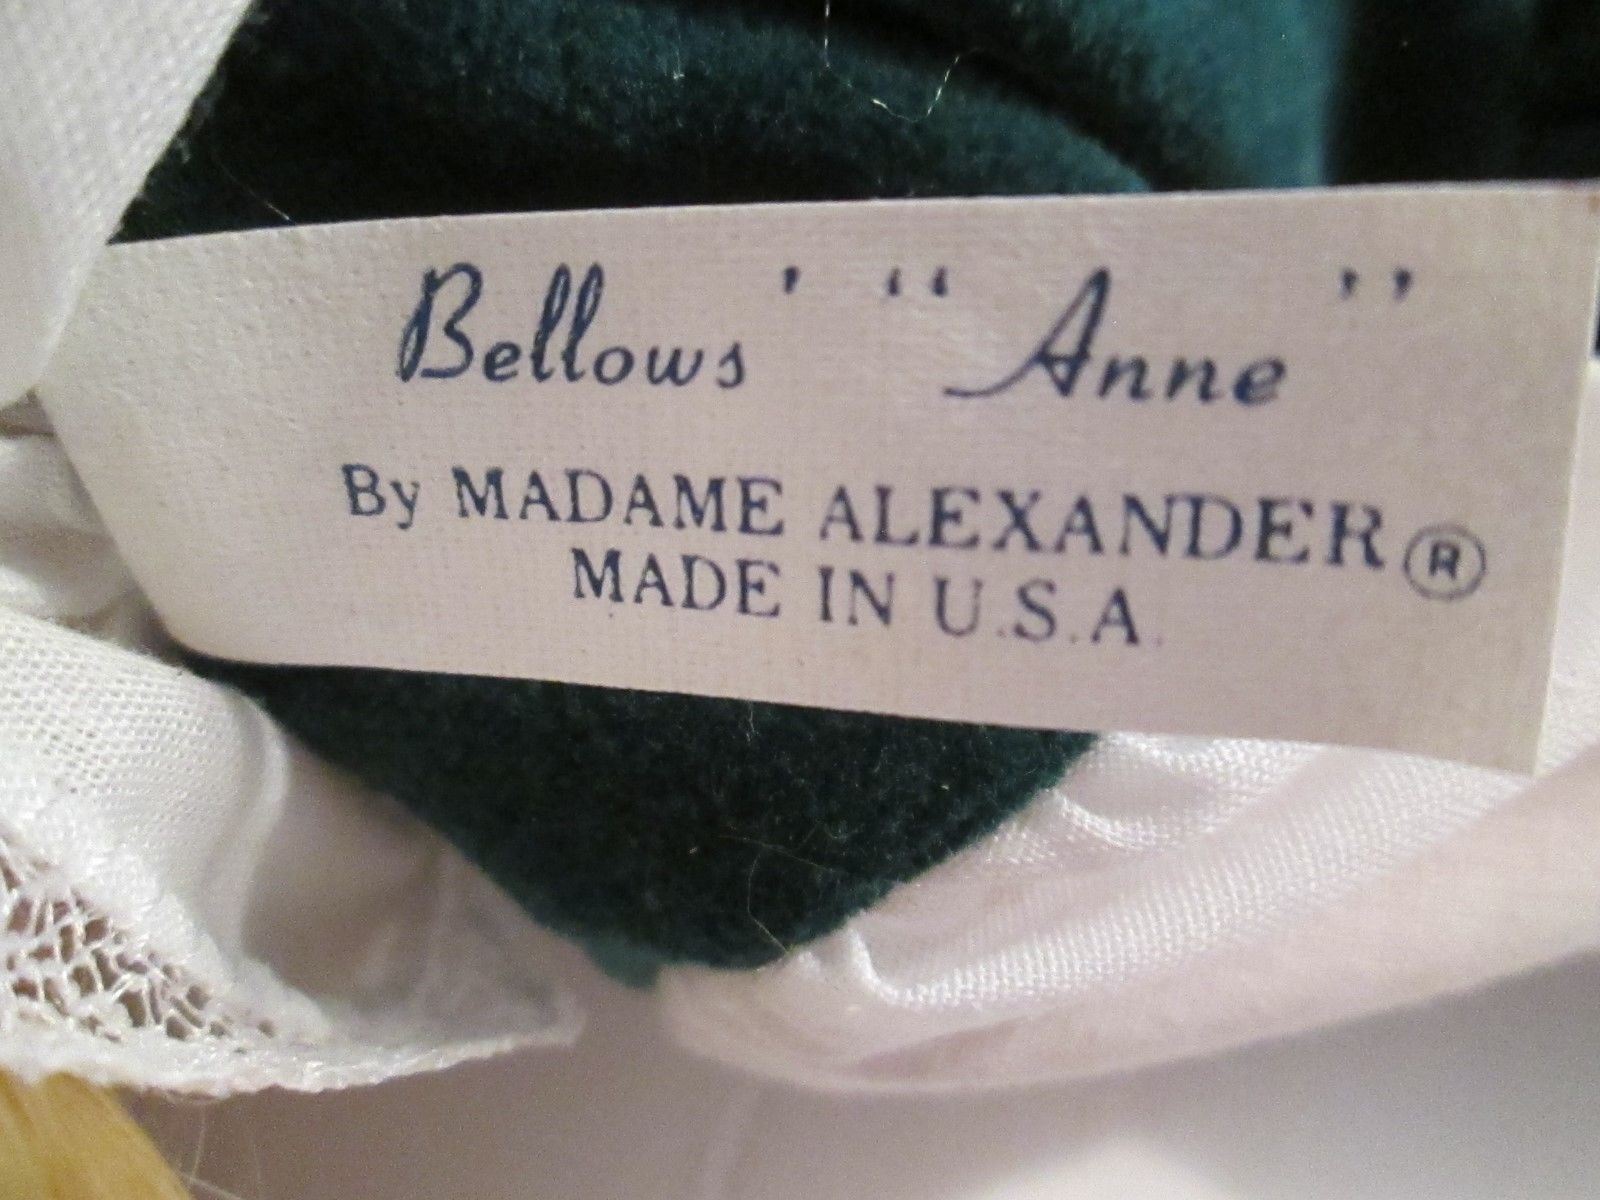 Bellows' “Anne”
By MADAME ALEXANDER®
MADE IN U.S.A.